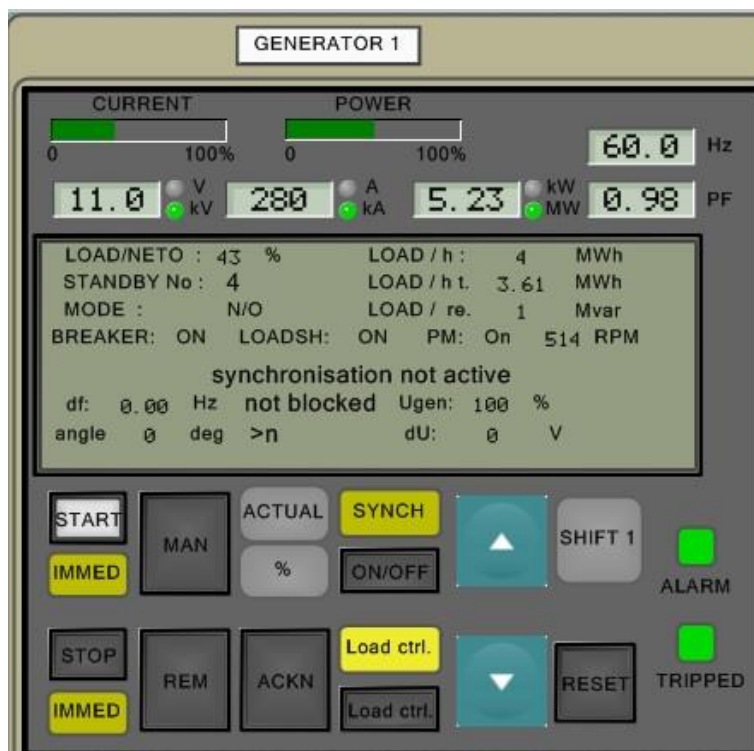 GENERATOR 1
CURRENT POWER
0 100% 0 100% 60.0 Hz
11.0 V kV 280 A kA 5.23 kW MW 0.98 PF
LOAD/NETO : 43 % LOAD / h : 4 MWh
STANDBY No : 4 LOAD / h t. 3.61 MWh
MODE : N/O LOAD / re. 1 Mvar
BREAKER: ON LOADSH: ON PM: On 514 RPM
synchronisation not active
df: 0.00 Hz not blocked Ugen: 100 %
angle 0 deg >n dU: 0 V
START MAN ACTUAL SYNCH SHIFT 1
IMMED % ON/OFF ALARM
STOP REM ACKN Load ctrl. RESET TRIPPED
IMMED Load ctrl.